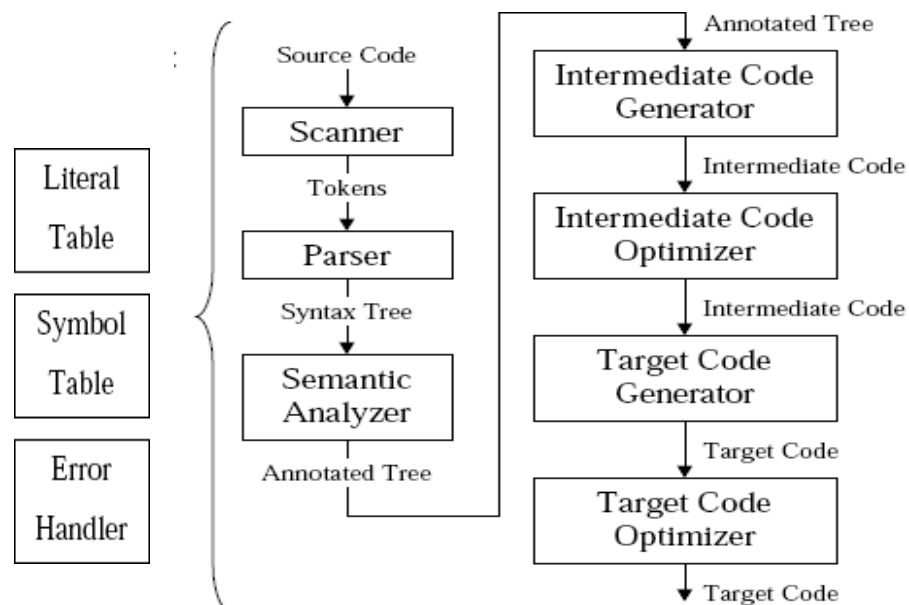 :
Literal
Table
Symbol
Table
Error
Handler
Source Code
Scanner
Tokens
Parser
Syntax Tree
Semantic
Analyzer
Annotated Tree
Annotated Tree
Intermediate Code
Generator
Intermediate Code
Intermediate Code
Optimizer
Intermediate Code
Target Code
Generator
Target Code
Target Code
Optimizer
Target Code